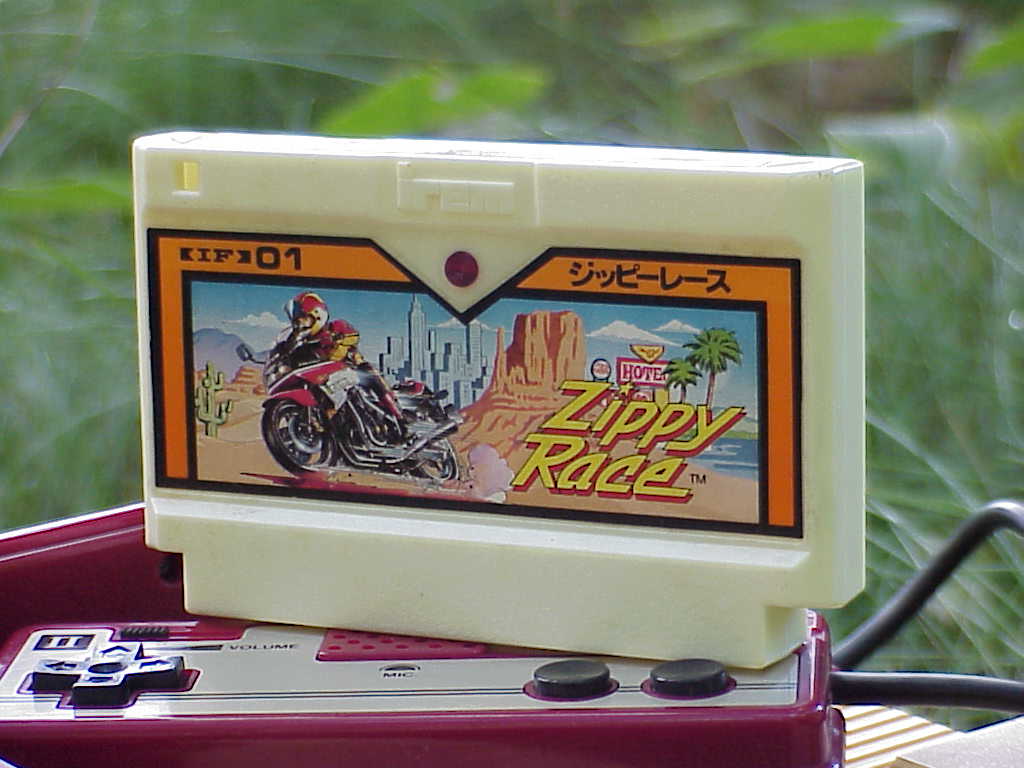 irem
【IF】01
ジッピーレース
HOTEL
Zippy
Race
TM
II
VOLUME
MIC